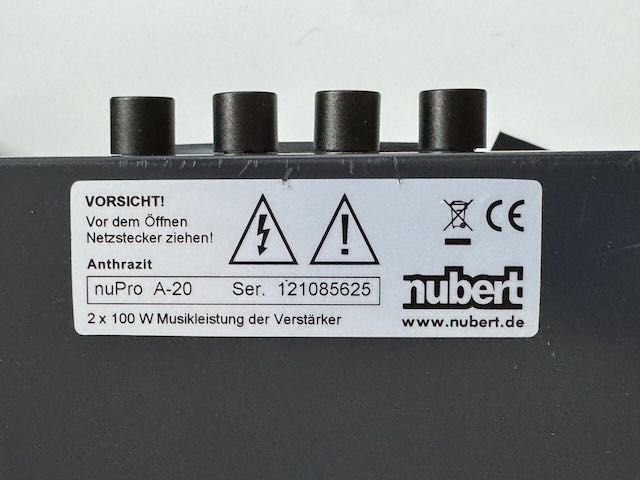 VORSICHT!
Vor dem Öffnen
Netzstecker ziehen!
Anthrazit
nuPro A-20 Ser. 121085625
2 x 100 W Musikleistung der Verstärker
CE
nubert
www.nubert.de